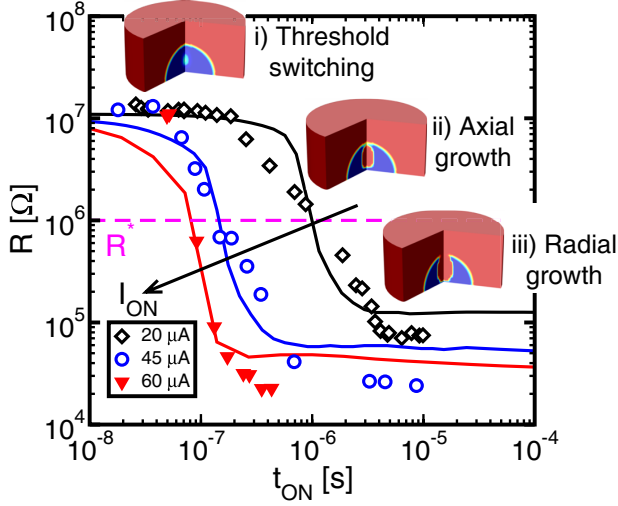 10^8
i) Threshold
switching
10^7
ii) Axial
growth
10^6
R*
iii) Radial
growth
I_ON
10^5
20 μA
45 μA
60 μA
10^4
10^-8
10^-7
10^-6
10^-5
10^-4
R [Ω]
t_ON [s]